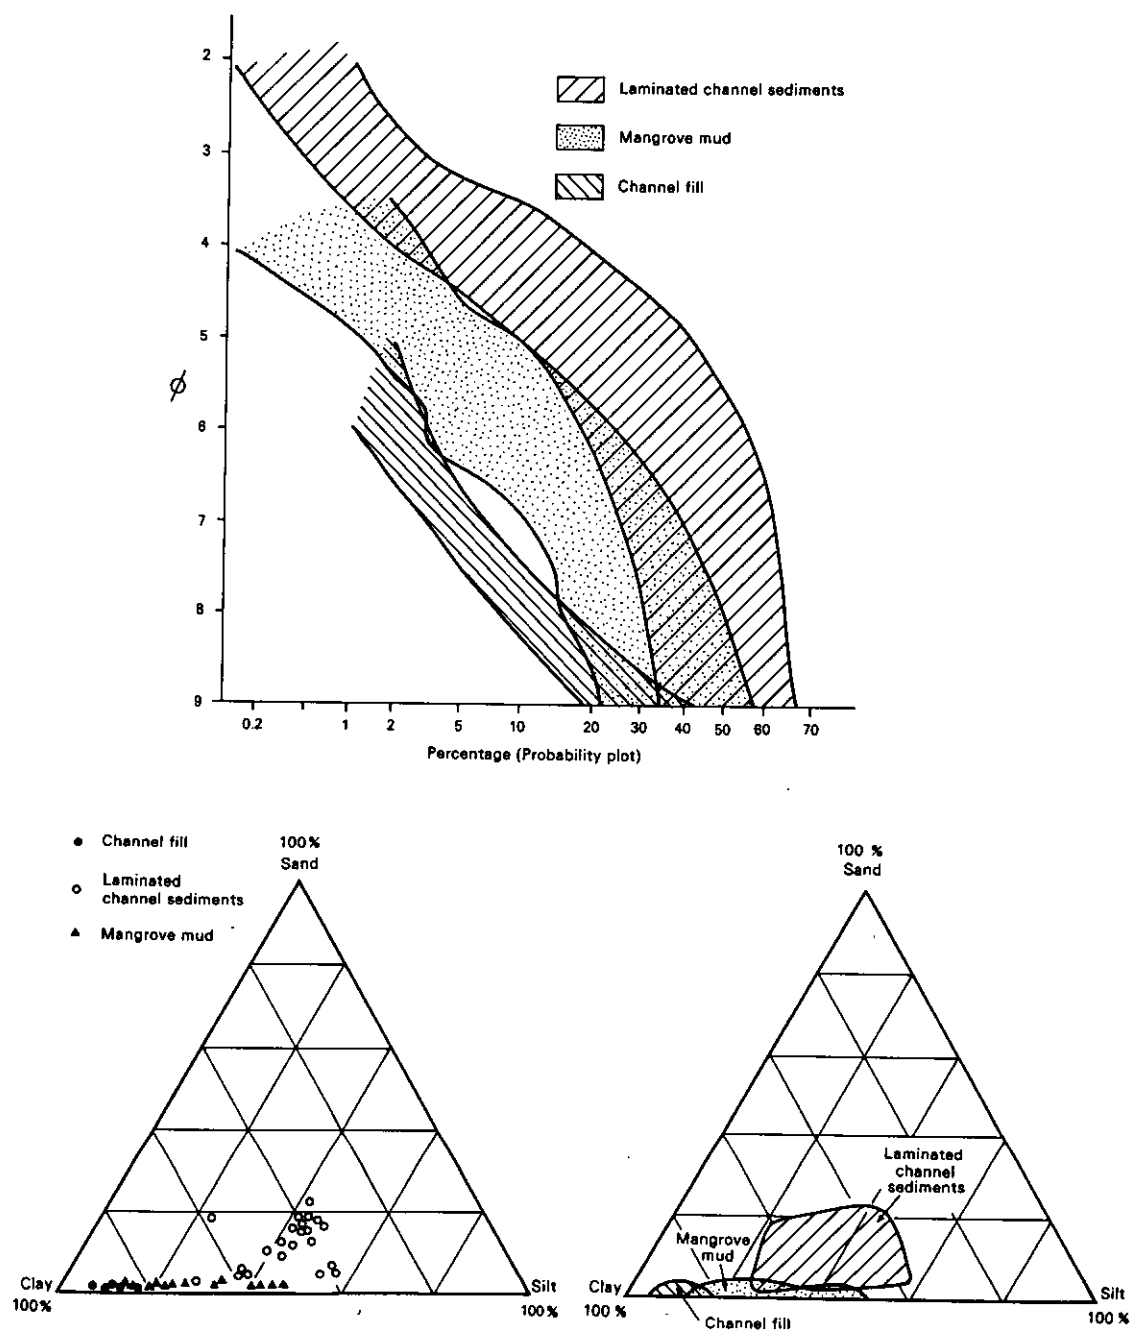 2
3
4
5
6
7
8
9
ϕ
Laminated channel sediments
Mangrove mud
Channel fill
0.2 1 2 5 10 20 30 40 50 60 70
Percentage (Probability plot)
Channel fill
Laminated
channel sediments
Mangrove mud
100%
Sand
Clay
100%
Silt
100%
100 %
Sand
Laminated
channel
sediments
Mangrove
mud
Clay
100 %
Channel fill
Silt
100 %